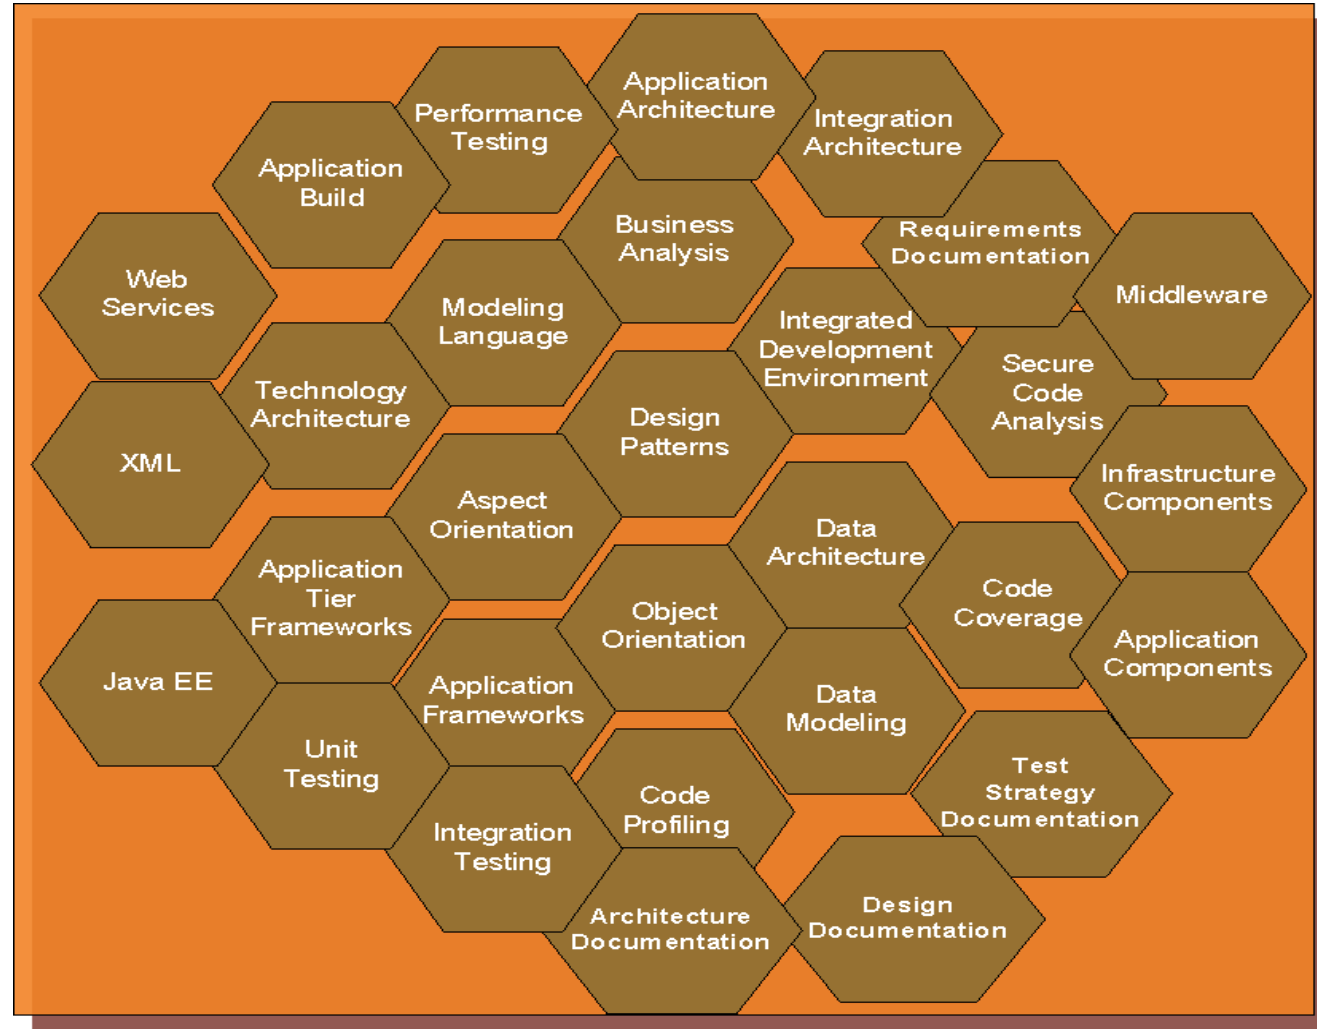 Application
Architecture
Performance
Testing
Integration
Architecture
Application
Build
Business
Analysis
Requirements
Documentation
Web
Services
Modeling
Language
Integrated
Development
Environment
Middleware
Technology
Architecture
Design
Patterns
Secure
Code
Analysis
XML
Aspect
Orientation
Data
Architecture
Infrastructure
Components
Application
Tier
Frameworks
Object
Orientation
Code
Coverage
Application
Components
Java EE
Application
Frameworks
Data
Modeling
Unit
Testing
Code
Profiling
Test
Strategy
Documentation
Integration
Testing
Architecture
Documentation
Design
Documentation